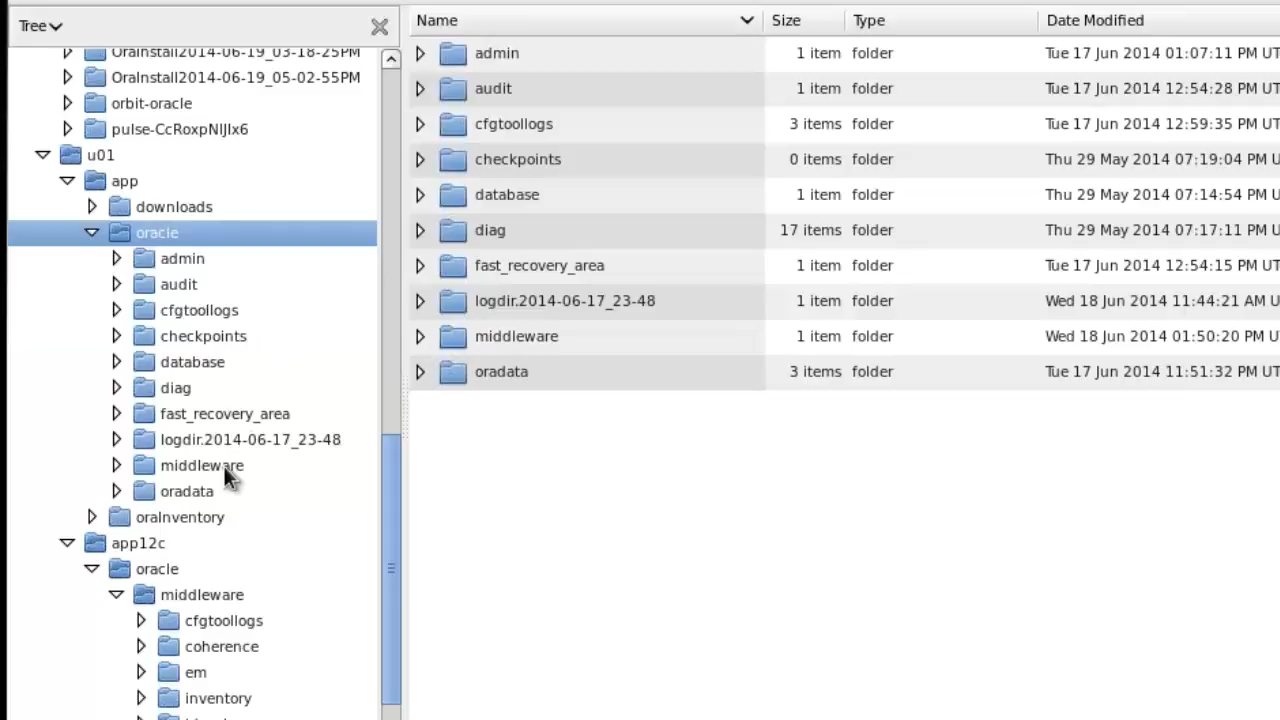 Tree
OraInstall2014-06-19_03-18-25PM
OraInstall2014-06-19_05-02-55PM
orbit-oracle
pulse-CcRoxpNIJlx6
u01
app
downloads
oracle
admin
audit
cfgtoollogs
checkpoints
database
diag
fast_recovery_area
logdir.2014-06-17_23-48
middleware
oradata
oraInventory
app12c
oracle
middleware
cfgtoollogs
coherence
em
inventory
Name Size Type Date Modified
admin 1 item folder Tue 17 Jun 2014 01:07:11 PM UT
audit 1 item folder Tue 17 Jun 2014 12:54:28 PM UT
cfgtoollogs 3 items folder Tue 17 Jun 2014 12:59:35 PM UT
checkpoints 0 items folder Thu 29 May 2014 07:19:04 PM U
database 1 item folder Thu 29 May 2014 07:14:54 PM U
diag 17 items folder Thu 29 May 2014 07:17:11 PM U
fast_recovery_area 1 item folder Tue 17 Jun 2014 12:54:15 PM UT
logdir.2014-06-17_23-48 1 item folder Wed 18 Jun 2014 11:44:21 AM U
middleware 1 item folder Wed 18 Jun 2014 01:50:20 PM U
oradata 3 items folder Tue 17 Jun 2014 11:51:32 PM UT